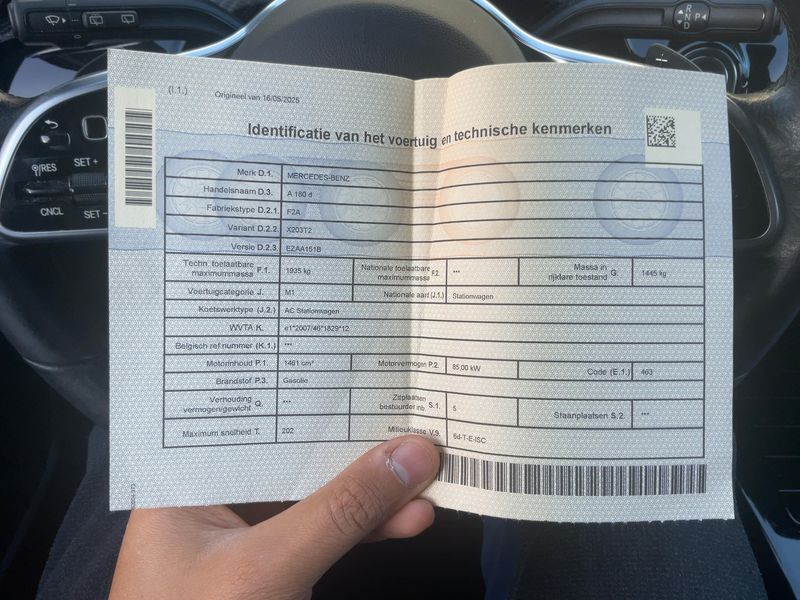 R
N
P
D
(I.1.) Origineel van 16/05/2025
Identificatie van het voertuig en technische kenmerken
Merk D.1. MERCEDES-BENZ
Handelsnaam D.3. A 180 d
Fabriekstype D.2.1. F2A
Variant D.2.2. X203T2
Versie D.2.3. EZAA151B
Techn. toelaatbare maximummassa F.1. 1935 kg Nationale toelaatbare maximummassa F.2. *** Massa in rijklare toestand G. 1445 kg
Voertuigcategorie J. M1 Nationale aard (J.1.) Stationwagen
Koetswerktype (J.2.) AC Stationwagen
WVTA K. e1*2007/46*1829*12
Belgisch ref.nummer (K.1.) ***
Motorinhoud P.1. 1461 cm³ Motorvermogen P.2. 85,00 kW Code (E.1.) 463
Brandstof P.3. Gasolie
Verhouding vermogen/gewicht Q. *** Zitplaatsen bestuurder inb. S.1. 5 Staanplaatsen S.2. ***
Maximum snelheid T. 202 Milieuklasse V.9. 6d-T-E-ISC
RES
SET +
CNCL
SET -